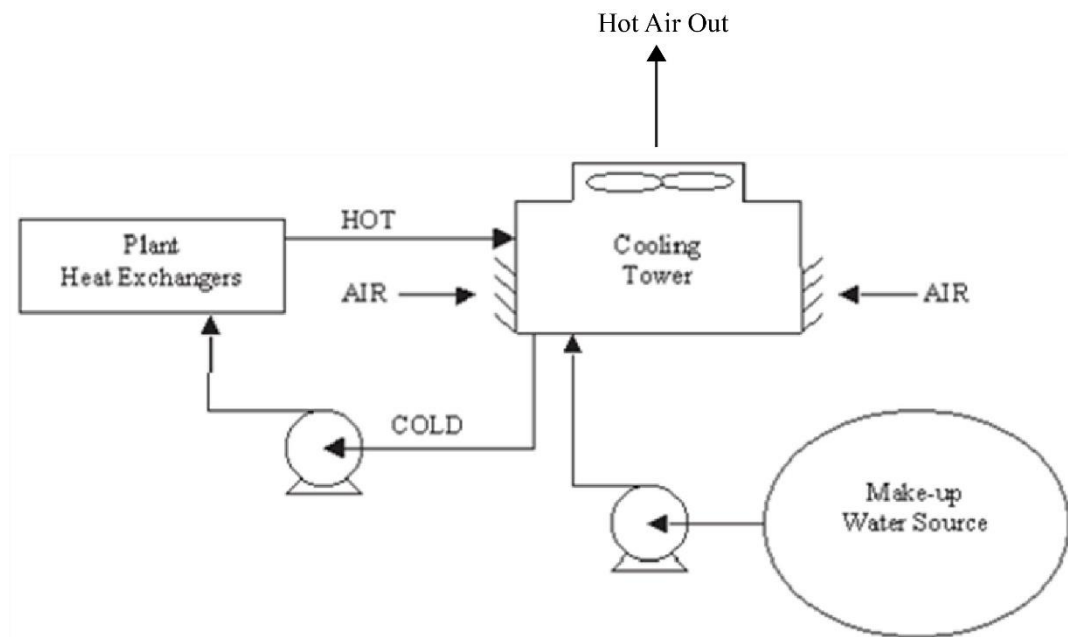 Hot Air Out
HOT
Plant
Heat Exchangers
Cooling
Tower
AIR
AIR
COLD
Make-up
Water Source